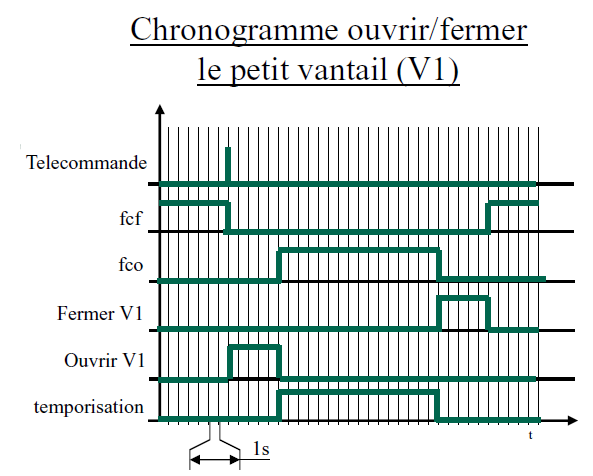 Chronogramme ouvrir/fermer
le petit vantail (V1)
Telecommande
fcf
fco
Fermer V1
Ouvrir V1
temporisation
t
1s